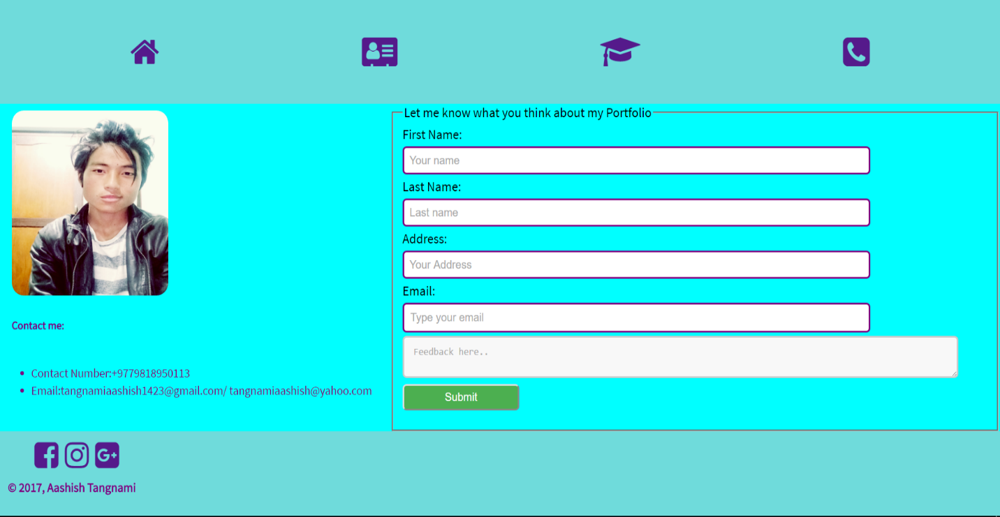 Let me know what you think about my Portfolio
First Name:
Your name
Last Name:
Last name
Address:
Your Address
Email:
Type your email
Feedback here..
Submit
Contact me:
Contact Number:+9779818950113
Email:tangnamiaashish1423@gmail.com/ tangnamiaashish@yahoo.com
G+
© 2017, Aashish Tangnami